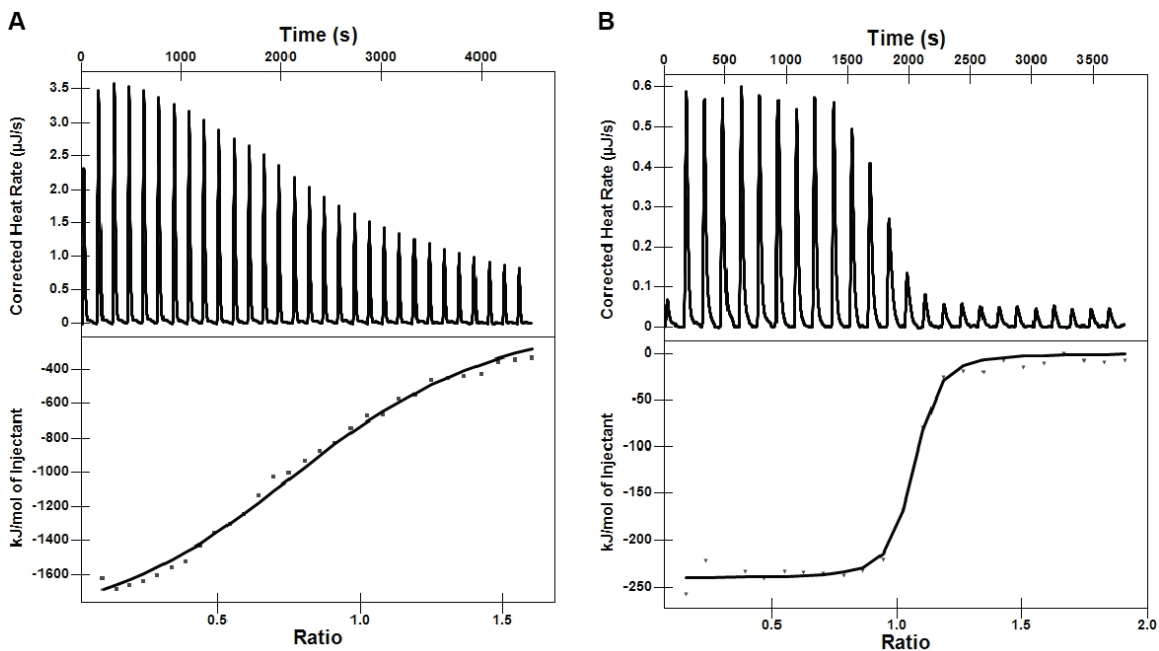 A
Time (s)
0 1000 2000 3000 4000
Corrected Heat Rate (µJ/s)
3.5
3.0
2.5
2.0
1.5
1.0
0.5
0
kJ/mol of Injectant
-400
-600
-800
-1000
-1200
-1400
-1600
0.5 1.0 1.5
Ratio
B
Time (s)
0 500 1000 1500 2000 2500 3000 3500
Corrected Heat Rate (µJ/s)
0.6
0.5
0.4
0.3
0.2
0.1
0
kJ/mol of Injectant
0
-50
-100
-150
-200
-250
0.5 1.0 1.5 2.0
Ratio